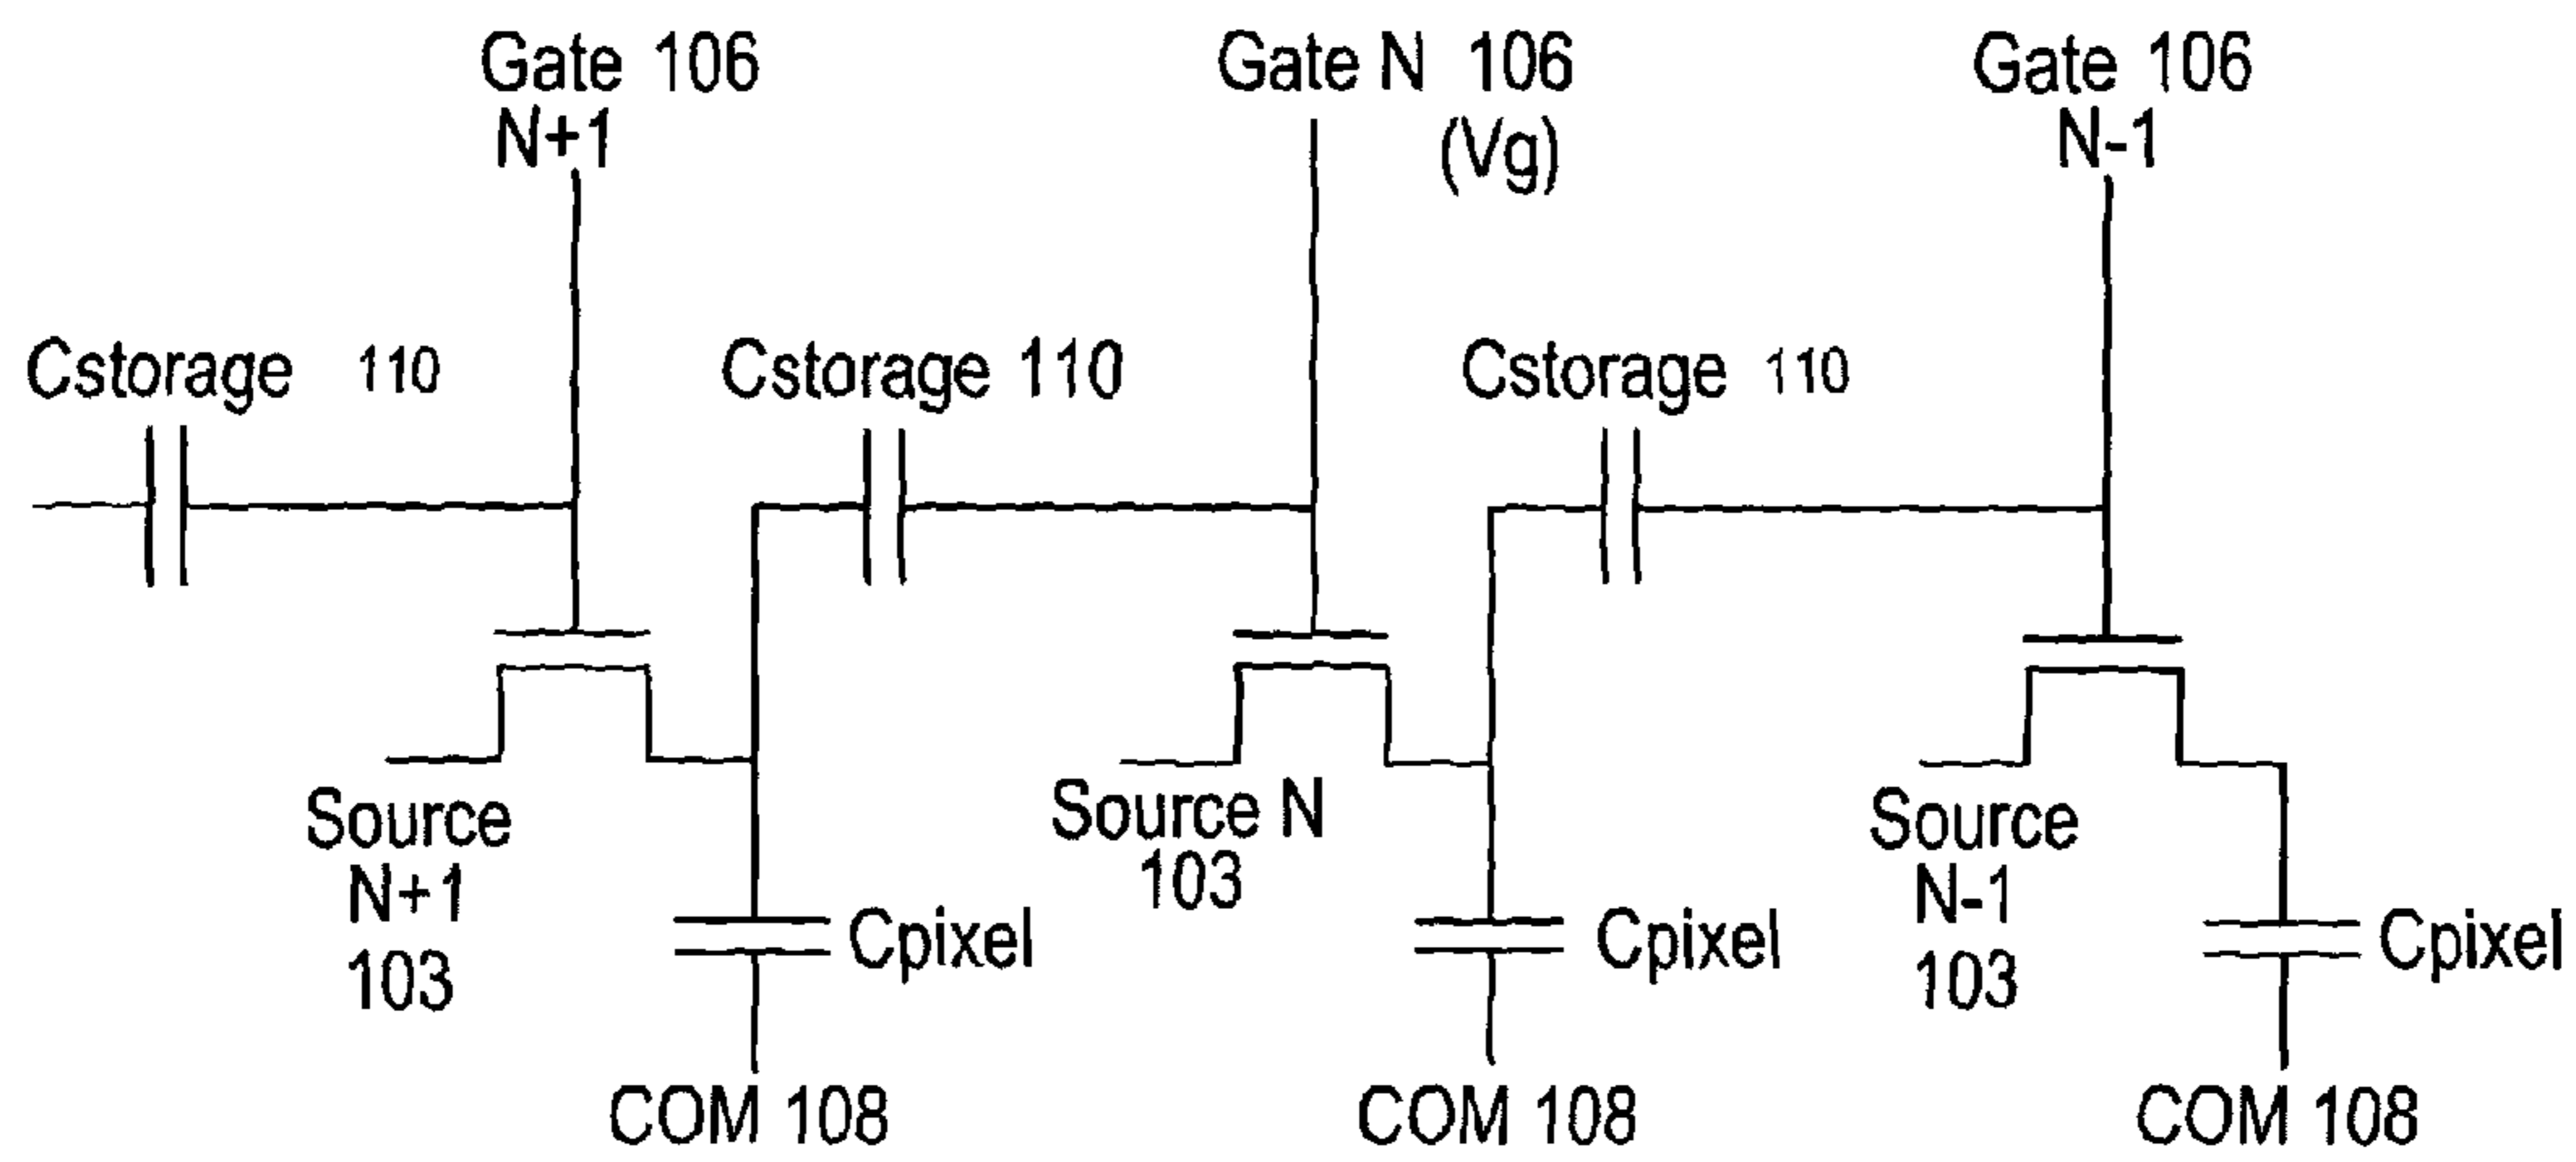 Gate 106
N+1
Gate N 106
(Vg)
Gate 106
N-1
Cstorage 110
Cstorage 110
Cstorage 110
Source
N+1
103
Source N
103
Source
N-1
103
Cpixel
Cpixel
Cpixel
COM 108
COM 108
COM 108